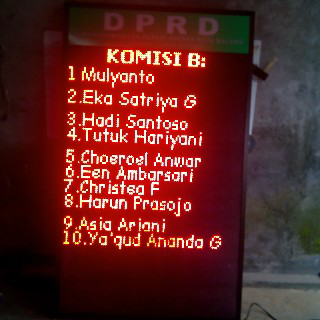 DPRD
KOMISI B:
1 Mulyanto
2.Eka Satriya G
3.Hadi Santoso
4.Tutuk Hariyani
5.Choeroel Anwar
6.Een Ambarsari
7.Christea F
8.Harun Prasojo
9.Asia Ariani
10.Ya'qud Ananda G